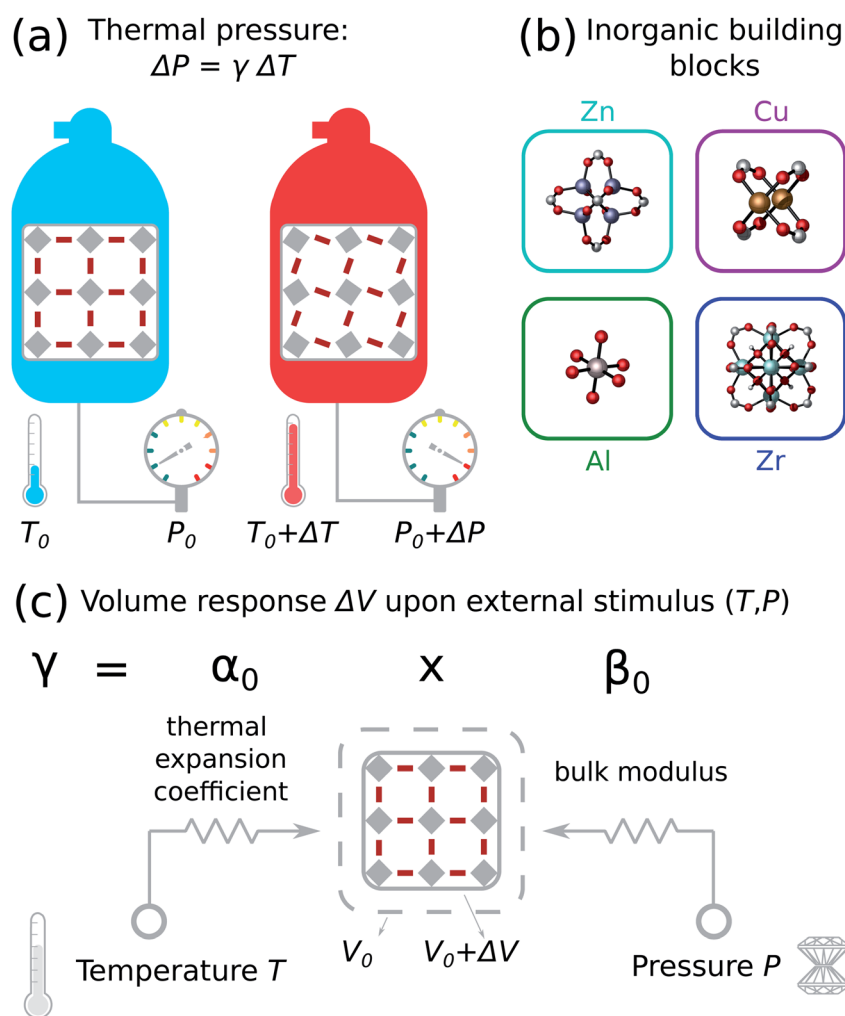 (a) Thermal pressure:
ΔP = γ ΔT
T₀
P₀
T₀+ΔT
P₀+ΔP
(b) Inorganic building
blocks
Zn
Cu
Al
Zr
(c) Volume response ΔV upon external stimulus (T,P)
γ = α₀ x β₀
thermal
expansion
coefficient
bulk modulus
V₀
V₀+ΔV
Temperature T
Pressure P